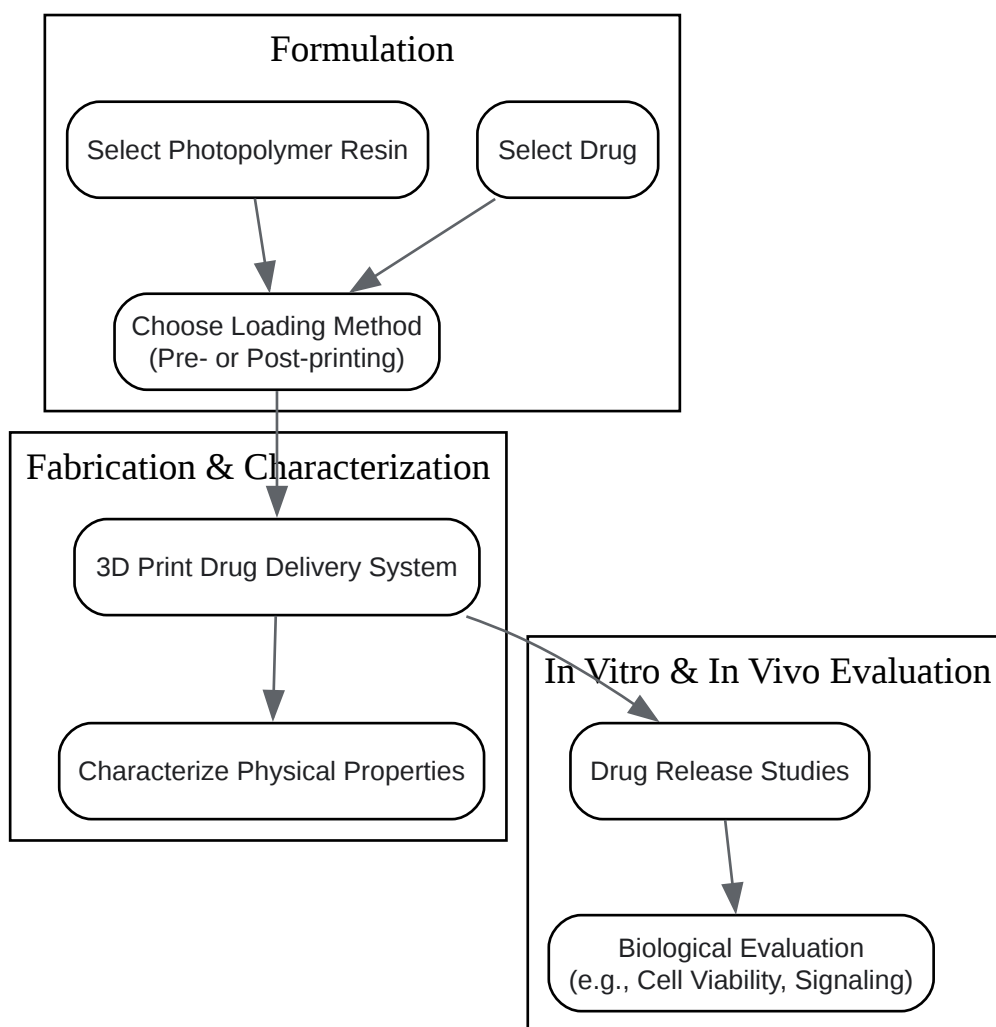 Formulation
Select Photopolymer Resin
Select Drug
Choose Loading Method
(Pre- or Post-printing)
Fabrication & Characterization
3D Print Drug Delivery System
Characterize Physical Properties
In Vitro & In Vivo Evaluation
Drug Release Studies
Biological Evaluation
(e.g., Cell Viability, Signaling)